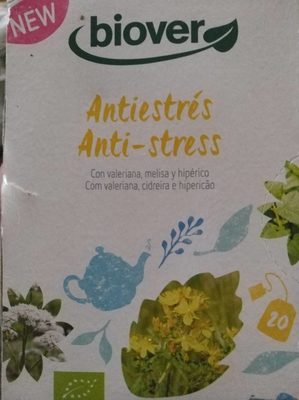 NEW
biover
Antiestrés
Anti-stress
Con valeriana, melisa y hipérico
Com valeriana, cidreira e hipericão
20